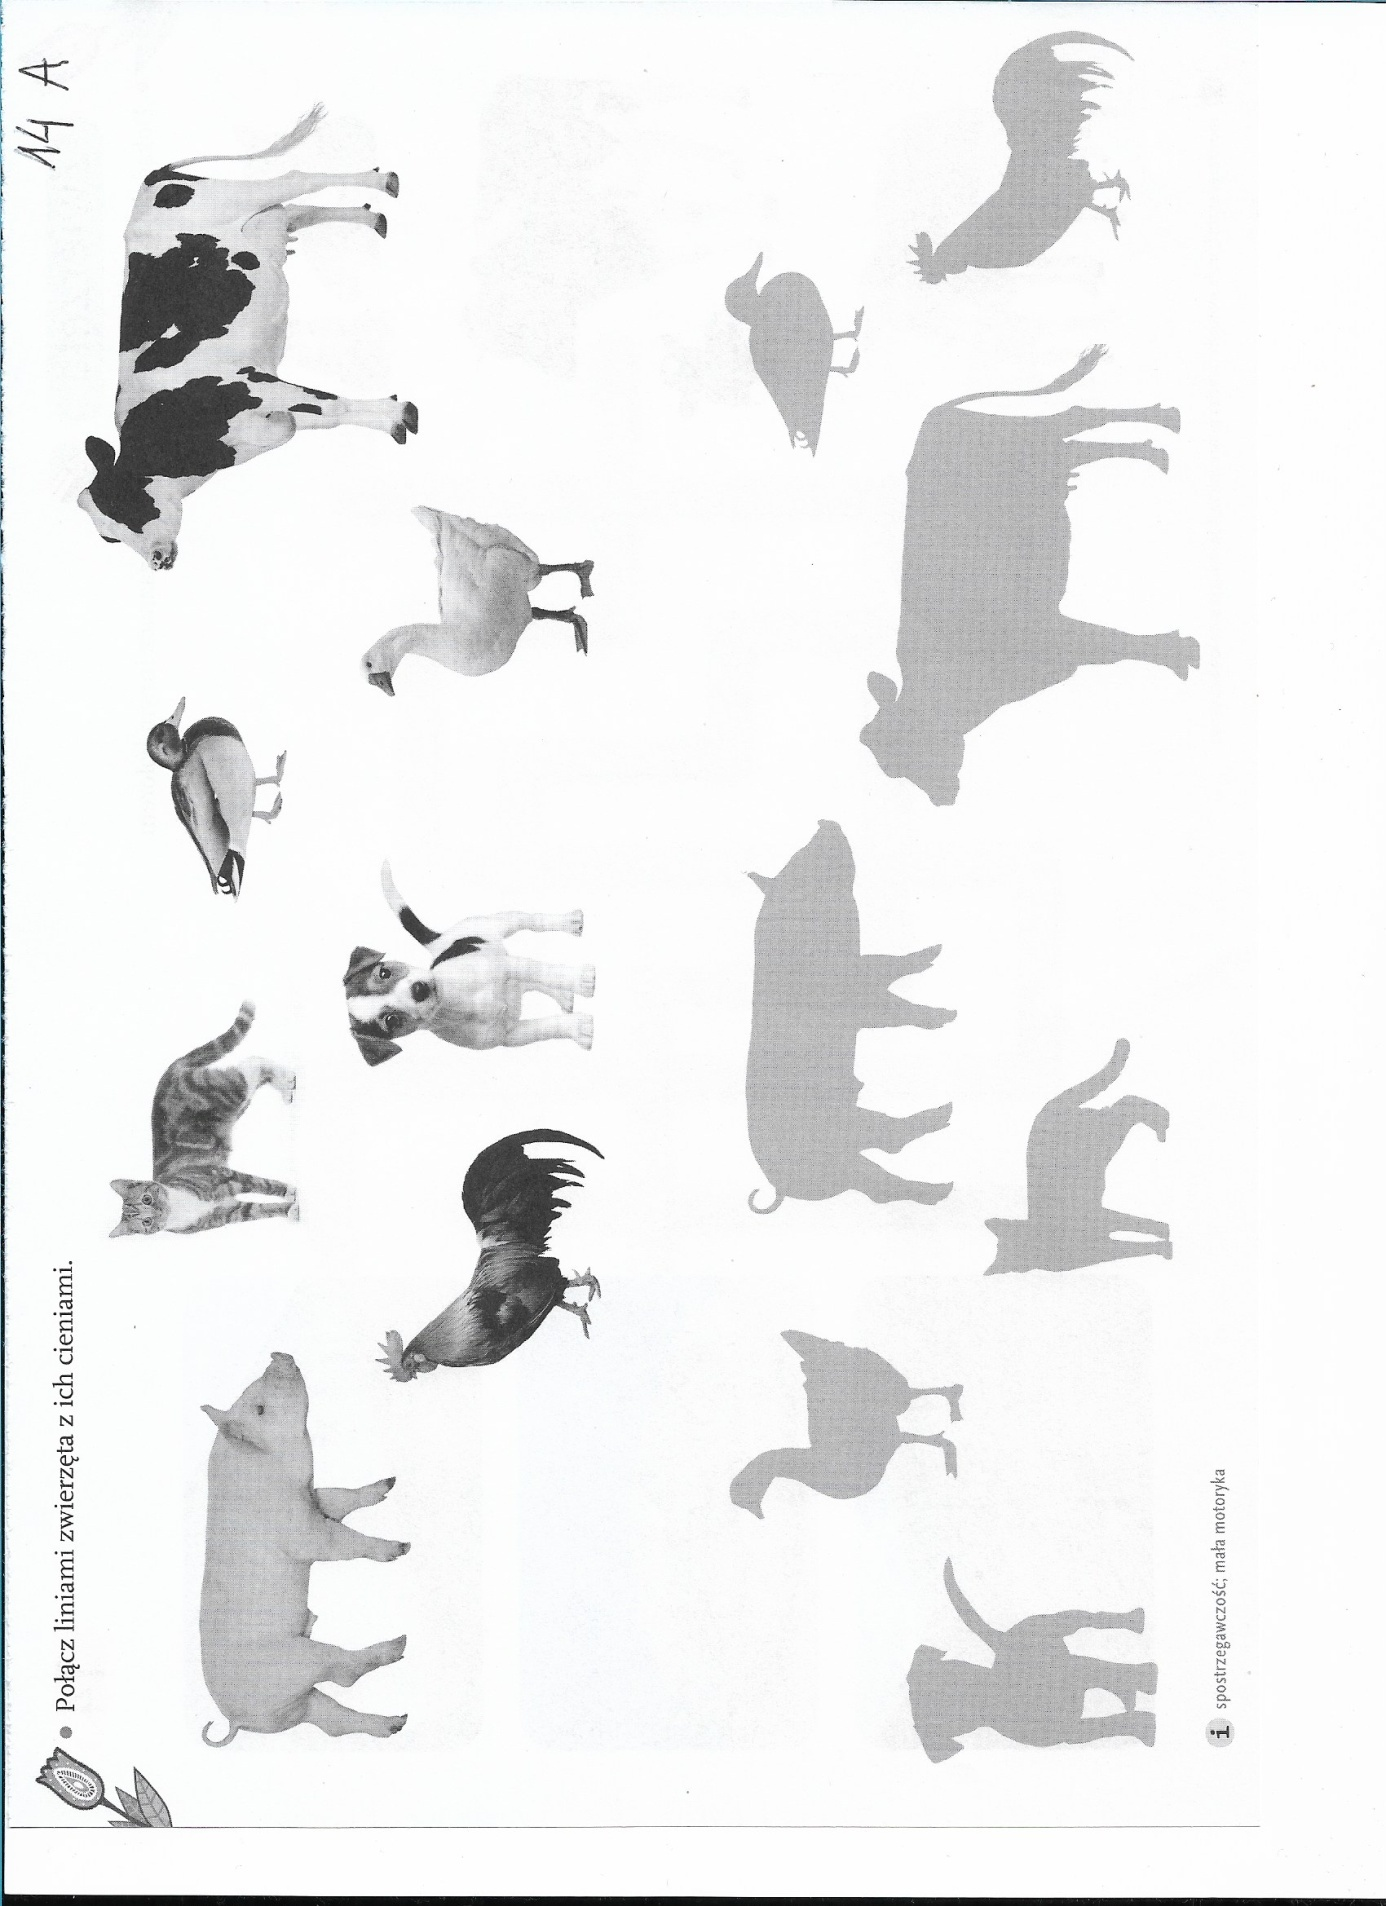 14 A
Połącz liniami zwierzęta z ich cieniami.
i spostrzegawczość; mała motoryka